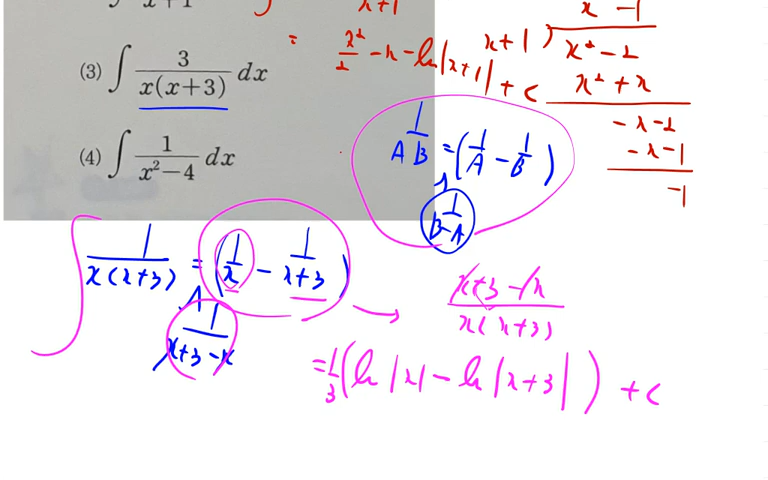 x+1
x+1
= x²/2 - x - ln|x+1| + c
x - 1
x+1 ) x² - 2
x² + x
-x-2
-x-1
-1
(3) ∫ 3/(x(x+3)) dx
(4) ∫ 1/(x²-4) dx
1/(AB) = (1/A - 1/B)
1/(B-A)
∫ 1/(x(x+3)) = (1/x - 1/(x+3))
1/(x+3-x)
→ (x+3-x)/(x(x+3))
= 1/3 (ln|x| - ln|x+3|) + c